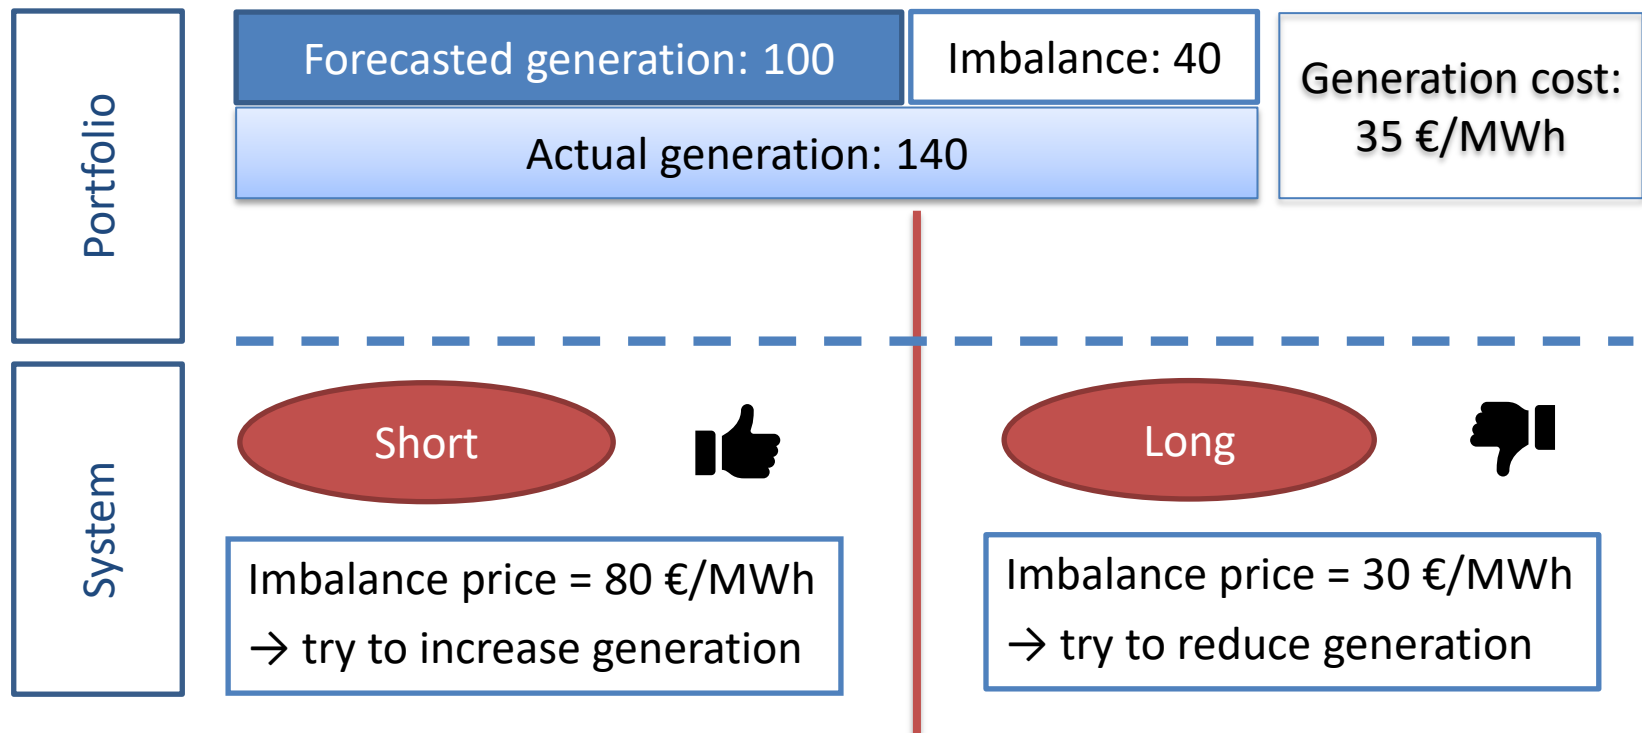 Portfolio
Forecasted generation: 100
Imbalance: 40
Actual generation: 140
Generation cost:
35 €/MWh
System
Short
Imbalance price = 80 €/MWh
→ try to increase generation
Long
Imbalance price = 30 €/MWh
→ try to reduce generation